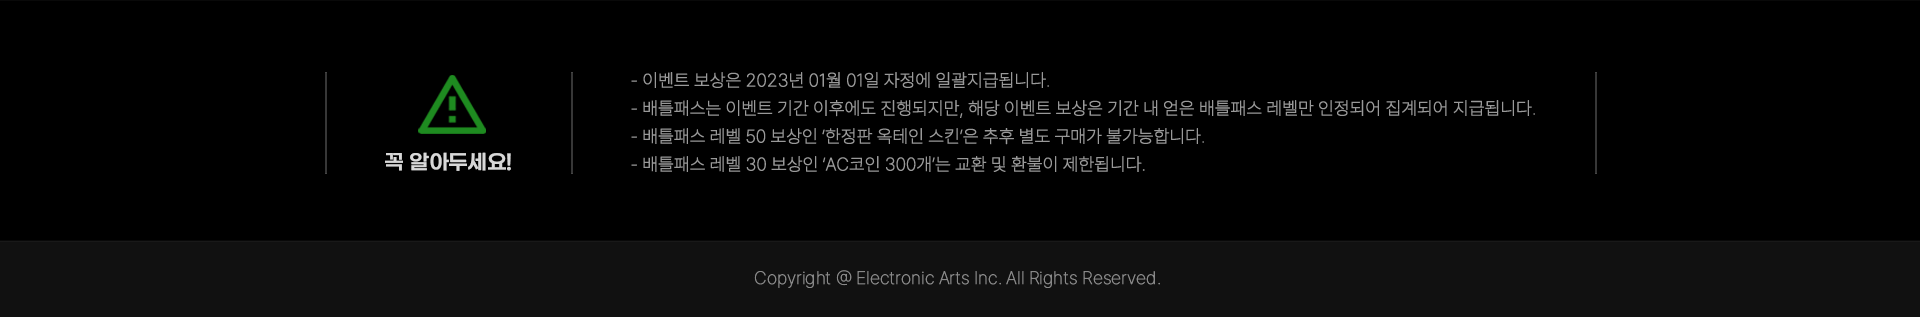 꼭 알아두세요!
- 이벤트 보상은 2023년 01월 01일 자정에 일괄지급됩니다.
- 배틀패스는 이벤트 기간 이후에도 진행되지만, 해당 이벤트 보상은 기간 내 얻은 배틀패스 레벨만 인정되어 집계되어 지급됩니다.
- 배틀패스 레벨 50 보상인 ‘한정판 옥테인 스킨’은 추후 별도 구매가 불가능합니다.
- 배틀패스 레벨 30 보상인 ‘AC코인 300개’는 교환 및 환불이 제한됩니다.
Copyright @ Electronic Arts Inc. All Rights Reserved.